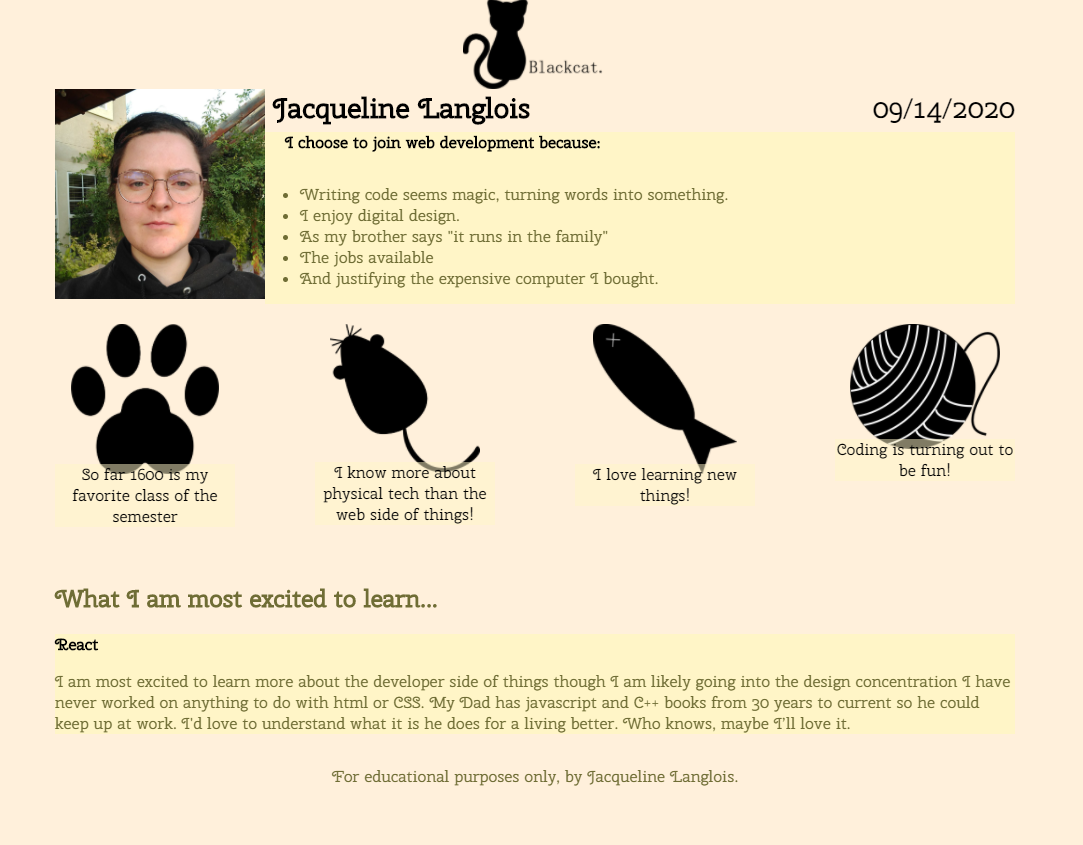 Blackcat.
Jacqueline Langlois
09/14/2020
I choose to join web development because:
• Writing code seems magic, turning words into something.
• I enjoy digital design.
• As my brother says "it runs in the family"
• The jobs available
• And justifying the expensive computer I bought.
So far 1600 is my
favorite class of the
semester
I know more about
physical tech than the
web side of things!
I love learning new
things!
Coding is turning out to
be fun!
What I am most excited to learn...
React
I am most excited to learn more about the developer side of things though I am likely going into the design concentration I have
never worked on anything to do with html or CSS. My Dad has javascript and C++ books from 30 years to current so he could
keep up at work. I'd love to understand what it is he does for a living better. Who knows, maybe I'll love it.
For educational purposes only, by Jacqueline Langlois.